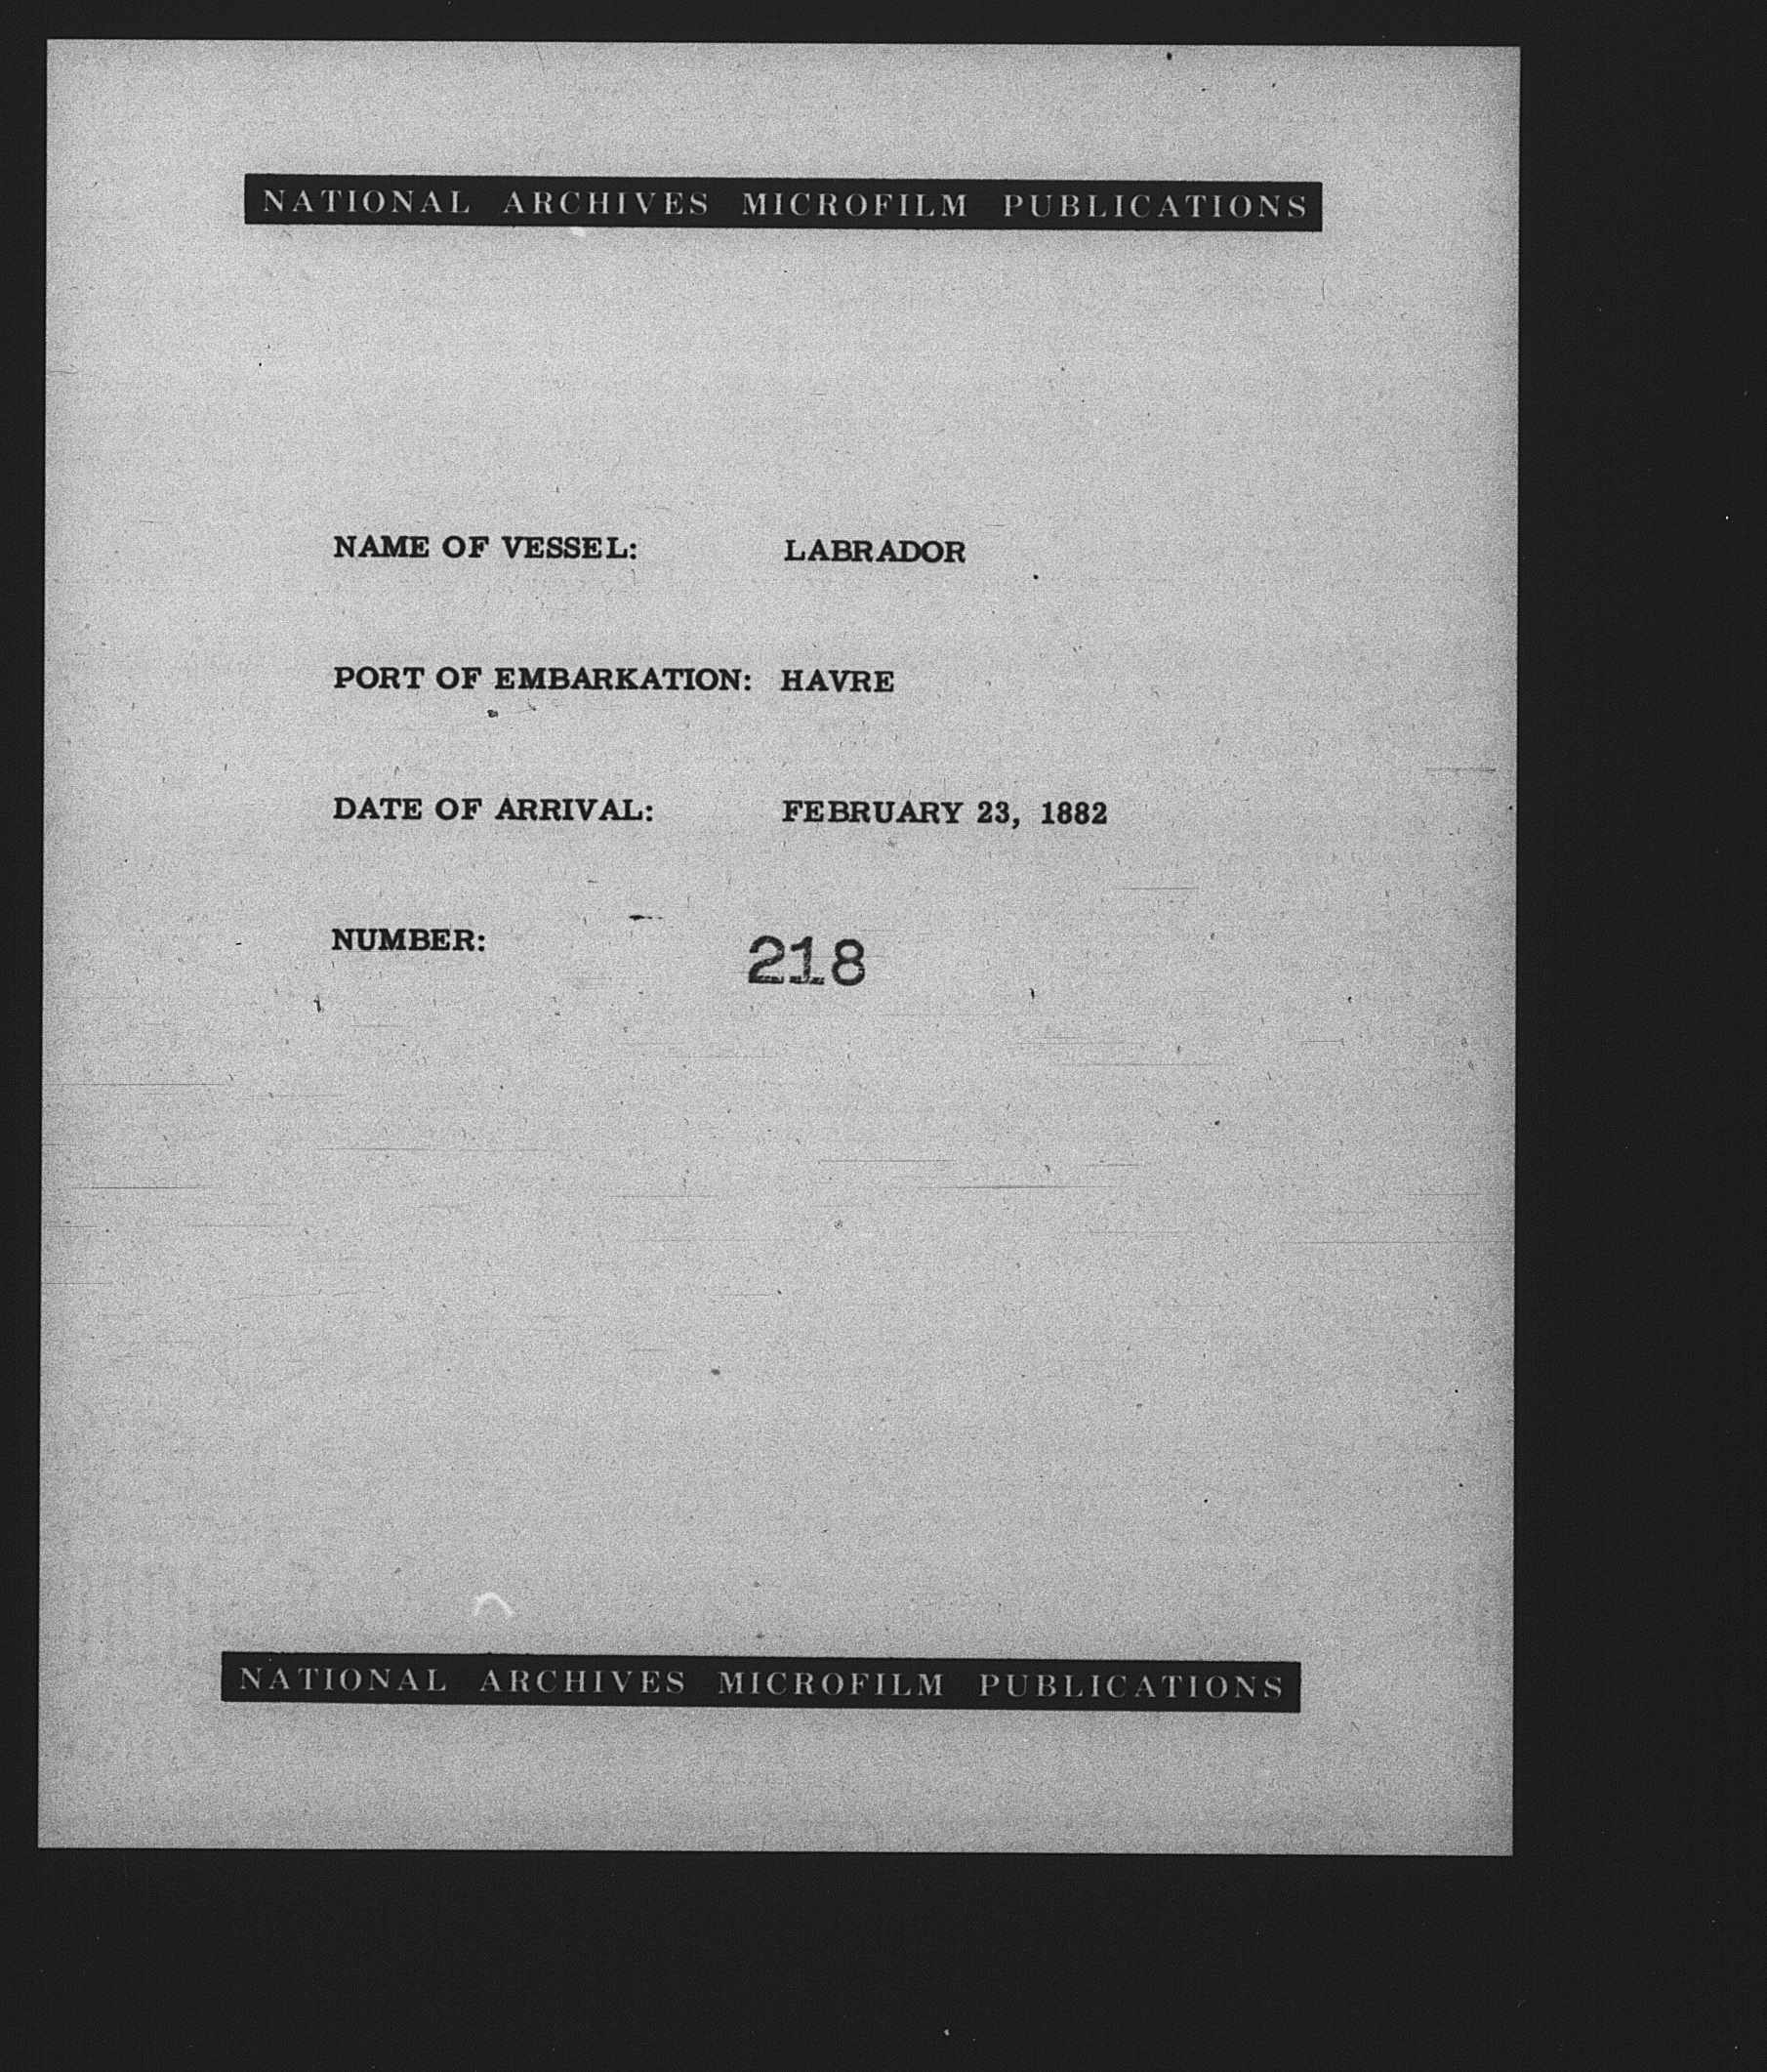 NATIONAL ARCHIVES MICROFILM PUBLICATIONS
NAME OF VESSEL: LABRADOR
PORT OF EMBARKATION: HAVRE
DATE OF ARRIVAL: FEBRUARY 23, 1882
NUMBER: 218
NATIONAL ARCHIVES MICROFILM PUBLICATIONS